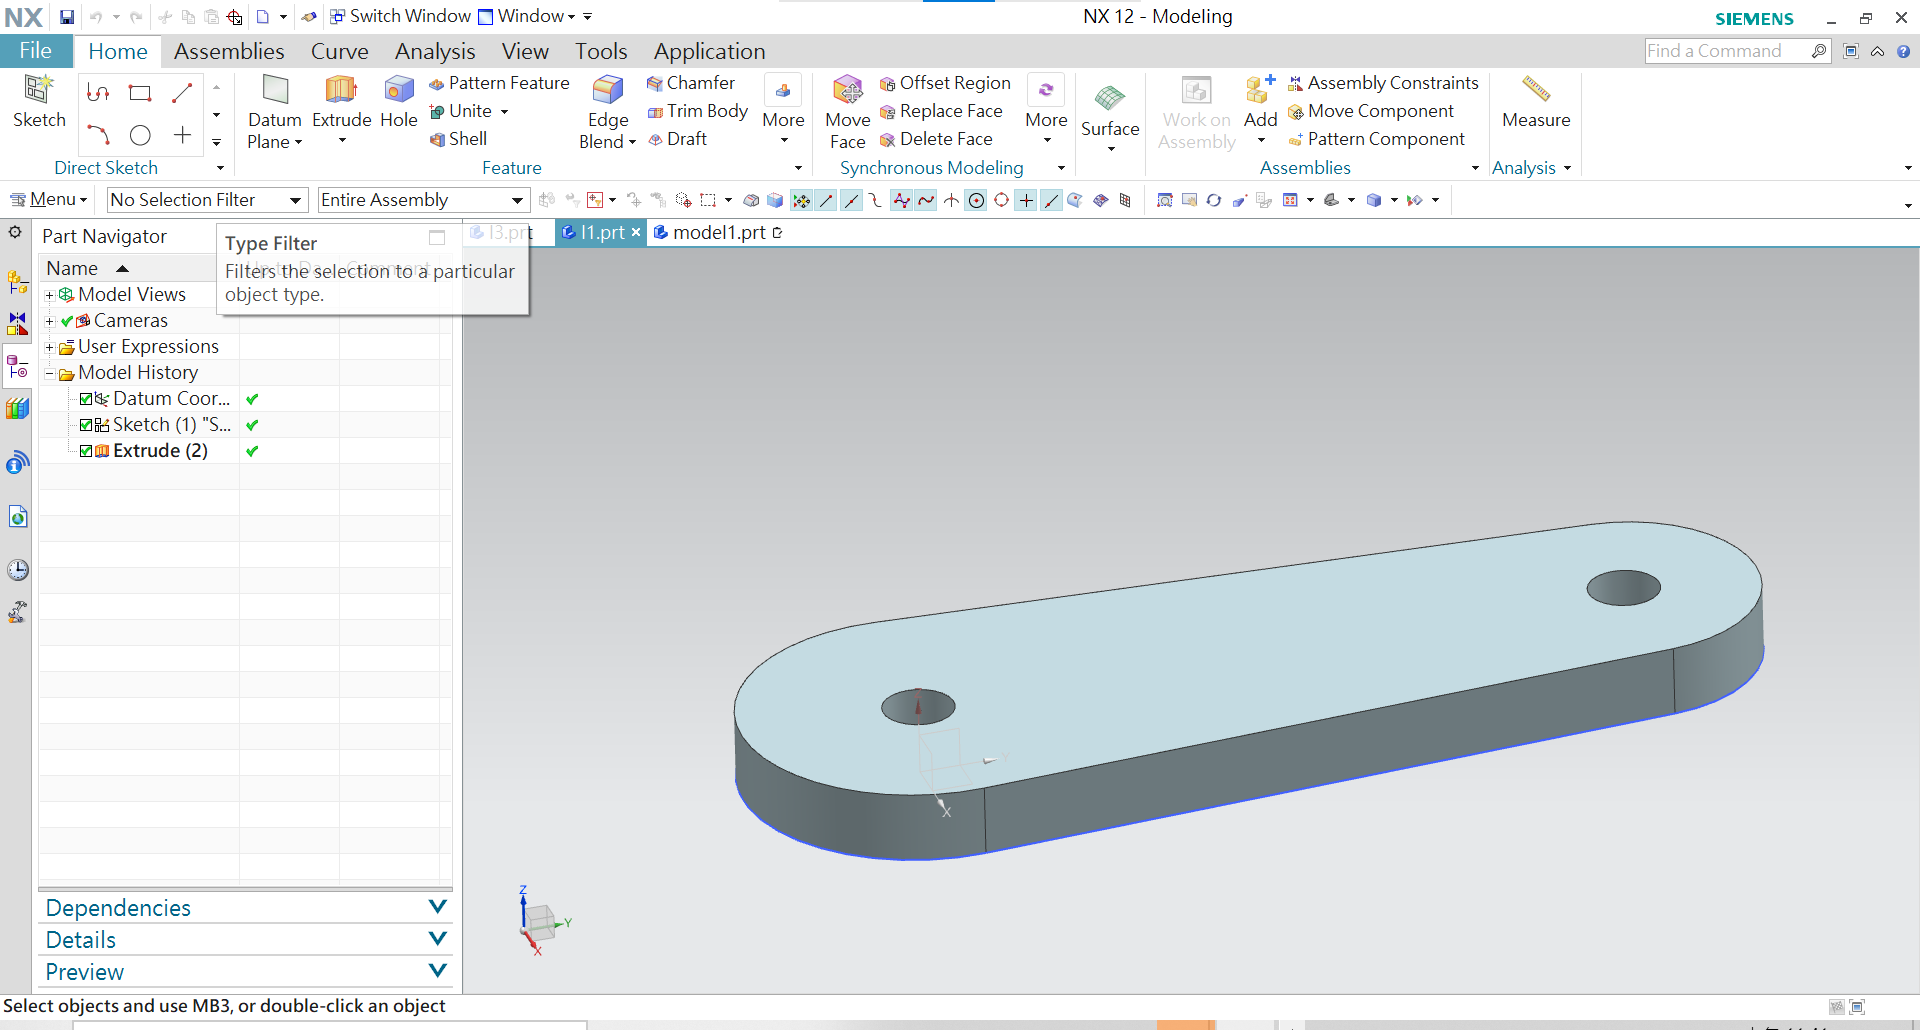 NX
Switch Window
Window
NX 12 - Modeling
SIEMENS
File
Home
Assemblies
Curve
Analysis
View
Tools
Application
Find a Command
Sketch
Direct Sketch
Datum Plane
Extrude
Hole
Pattern Feature
Unite
Shell
Edge Blend
Chamfer
Trim Body
Draft
More
Feature
Move Face
Offset Region
Replace Face
Delete Face
More
Synchronous Modeling
Surface
Work on Assembly
Add
Assembly Constraints
Move Component
Pattern Component
Assemblies
Measure
Analysis
Menu
No Selection Filter
Entire Assembly
Part Navigator
Type Filter
Filters the selection to a particular
object type.
l3.prt
l1.prt
model1.prt
Name
Model Views
Cameras
User Expressions
Model History
Datum Coor...
Sketch (1) "S...
Extrude (2)
X
Z
Y
X
Dependencies
Details
Preview
Select objects and use MB3, or double-click an object